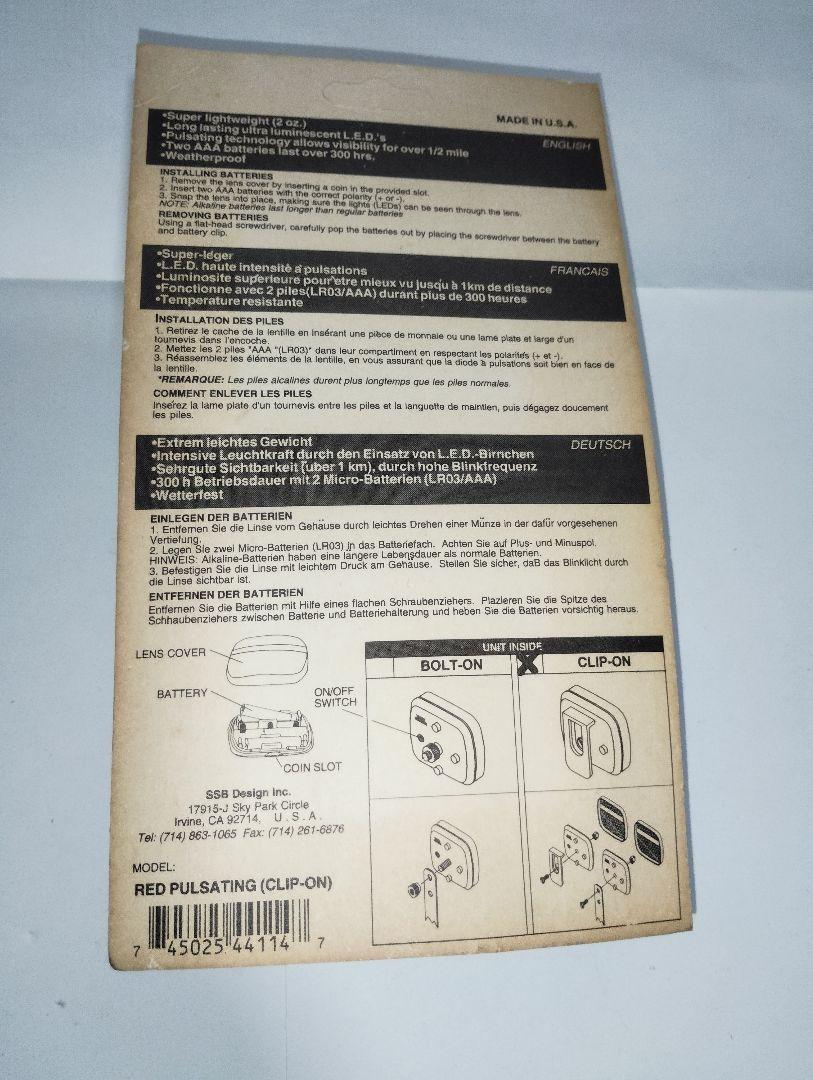 MADE IN U.S.A.
•Super lightweight (2 oz.)
•Long lasting ultra luminescent L.E.D.'s
•Pulsating technology allows visibility for over 1/2 mile
•Two AAA batteries last over 300 hrs.
•Weatherproof
ENGLISH
INSTALLING BATTERIES
1. Remove the lens cover by inserting a coin in the provided slot.
2. Insert two AAA batteries with the correct polarity (+ or -).
3. Snap the lens into place, making sure the lights (LEDs) can be seen through the lens.
NOTE: Alkaline batteries last longer than regular batteries
REMOVING BATTERIES
Using a flat-head screwdriver, carefully pop the batteries out by placing the screwdriver between the battery
and battery clip.
•Super-léger
•L.E.D. haute intensité à pulsations
•Luminosite supérieure pour etre mieux vu jusqu à 1km de distance
•Fonctionne avec 2 piles(LR03/AAA) durant plus de 300 heures
•Temperature resistante
FRANCAIS
INSTALLATION DES PILES
1. Retirez le cache de la lentille en insérant une pièce de monnaie ou une lame plate et large d'un
tournevis dans l'encoche.
2. Mettez les 2 piles "AAA "(LR03)" dans leur compartiment en respectant les polarités (+ et -).
3. Réassemblez les éléments de la lentille, en vous assurant que la diode à pulsations soit bien en face de
la lentille.
*REMARQUE: Les piles alcalines durent plus longtemps que les piles normales.
COMMENT ENLEVER LES PILES
Insérez la lame plate d'un tournevis entre les piles et la languette de maintien, puis dégagez doucement
les piles.
•Extrem leichtes Gewicht
•Intensive Leuchtkraft durch den Einsatz von L.E.D.-Birnchen
•Sehrgute Sichtbarkeit (über 1 km), durch hohe Blinkfrequenz
•300 h Betriebsdauer mit 2 Micro-Batterien (LR03/AAA)
•Wetterfest
DEUTSCH
EINLEGEN DER BATTERIEN
1. Entfernen Sie die Linse vom Gehäuse durch leichtes Drehen einer Münze in der dafür vorgesehenen
Vertiefung.
2. Legen Sie zwei Micro-Batterien (LR03) in das Batteriefach. Achten Sie auf Plus- und Minuspol.
HINWEIS: Alkaline-Batterien haben eine längere Lebensdauer als normale Batterien.
3. Befestigen Sie die Linse mit leichtem Druck am Gehäuse. Stellen Sie sicher, daB das Blinklicht durch
die Linse sichtbar ist.
ENTFERNEN DER BATTERIEN
Entfernen Sie die Batterien mit Hilfe eines flachen Schraubenziehers. Plazieren Sie die Spitze des
Schhaubenziehers zwischen Batterie und Batteriehalterung und heben Sie die Batterien vorsichtig heraus.
LENS COVER
BATTERY
ON/OFF
SWITCH
COIN SLOT
UNIT INSIDE
BOLT-ON
X CLIP-ON
SSB Design Inc.
17915-J Sky Park Circle
Irvine, CA 92714, U.S.A.
Tel: (714) 863-1065 Fax: (714) 261-6876
MODEL:
RED PULSATING (CLIP-ON)
7 45025 44114 7